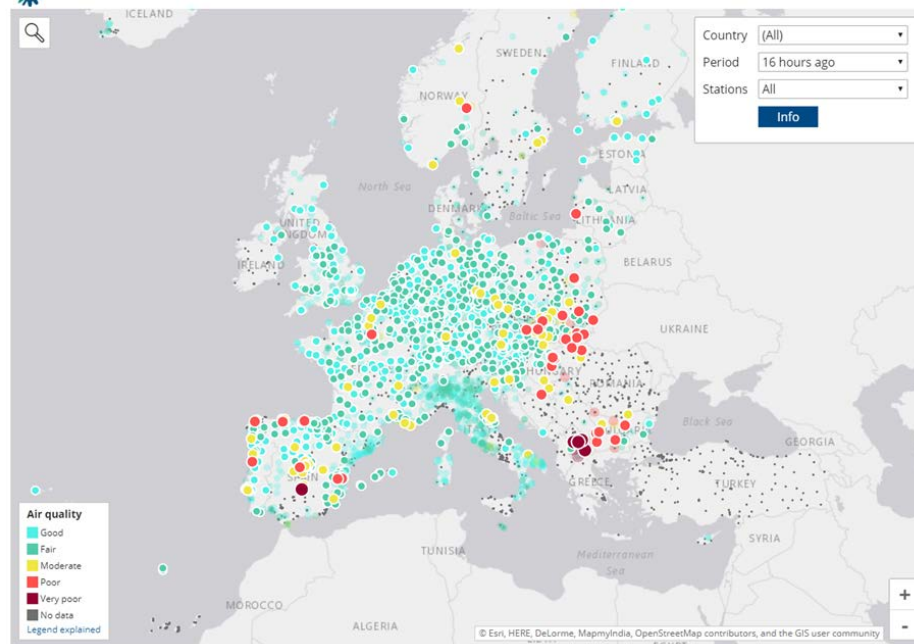 ICELAND
SWEDEN
FINLAND
NORWAY
ESTONIA
North Sea
LATVIA
DENMARK
Baltic Sea
LITHUANIA
UNITED
KINGDOM
IRELAND
BELARUS
UKRAINE
HUNGARY
ROMANIA
Black Sea
GEORGIA
SPAIN
GREECE
TURKEY
SYRIA
TUNISIA
Mediterranean
Sea
MOROCCO
ALGERIA
Country (All)
Period 16 hours ago
Stations All
Info
Air quality
Good
Fair
Moderate
Poor
Very poor
No data
Legend explained
+
-
© Esri, HERE, DeLorme, MapmyIndia, OpenStreetMap contributors, and the GIS user community